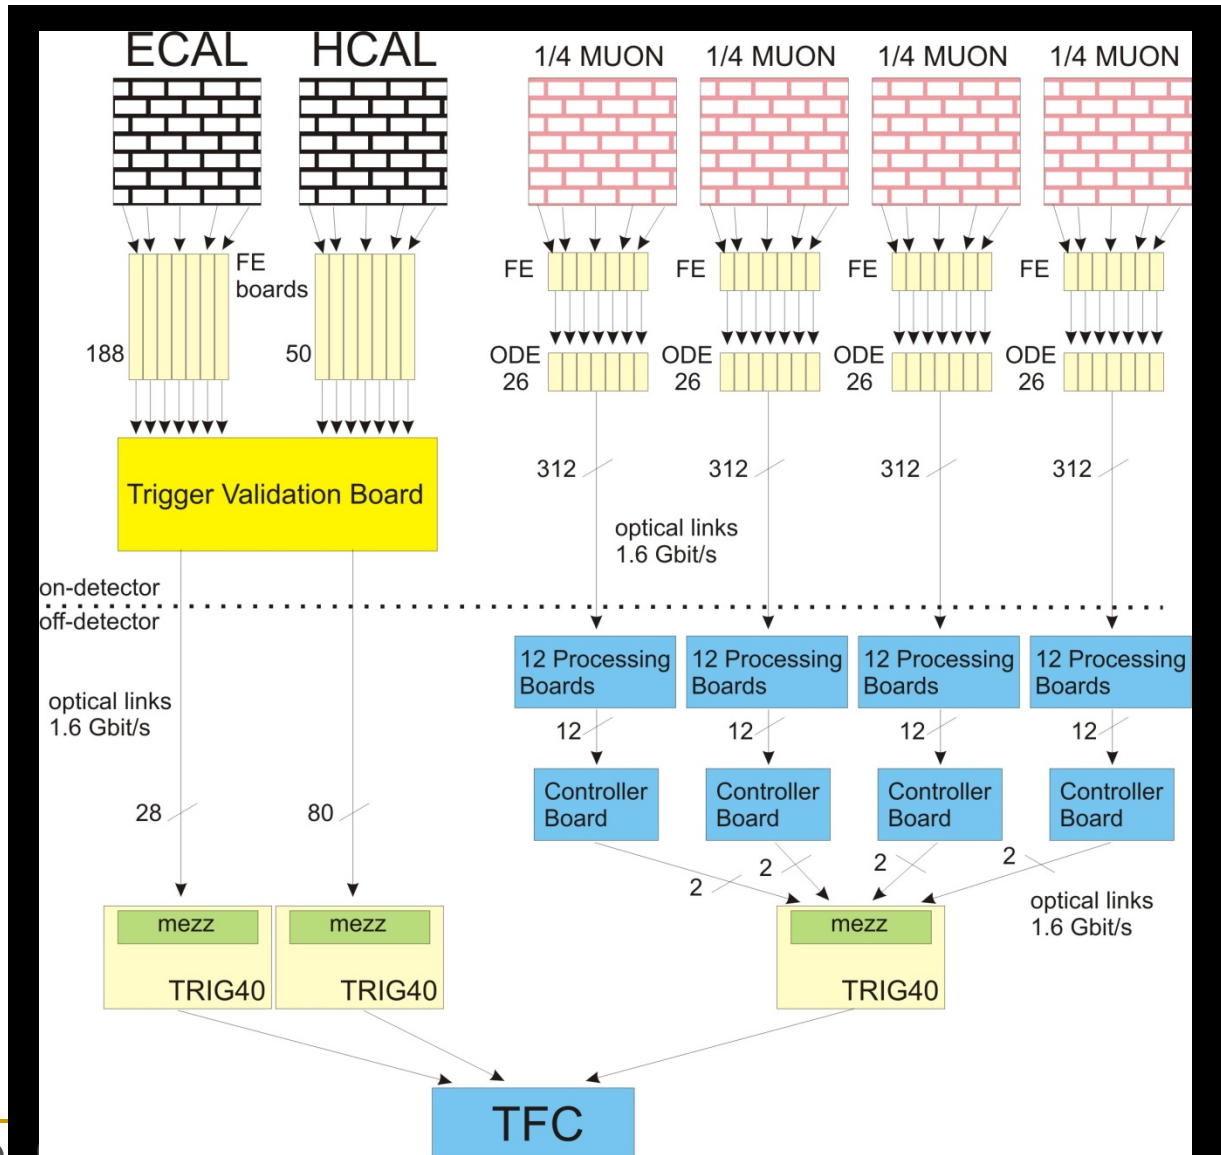 ECAL HCAL 1/4 MUON 1/4 MUON 1/4 MUON 1/4 MUON
FE
boards
FE FE FE FE
188 50
ODE ODE ODE ODE
26 26 26 26
312 312 312 312
Trigger Validation Board
optical links
1.6 Gbit/s
on-detector
off-detector
12 Processing
Boards
12 Processing
Boards
12 Processing
Boards
12 Processing
Boards
optical links
1.6 Gbit/s
12 12 12 12
28 80
Controller
Board
Controller
Board
Controller
Board
Controller
Board
2 2 2 2
optical links
1.6 Gbit/s
mezz mezz mezz
TRIG40 TRIG40 TRIG40
TFC